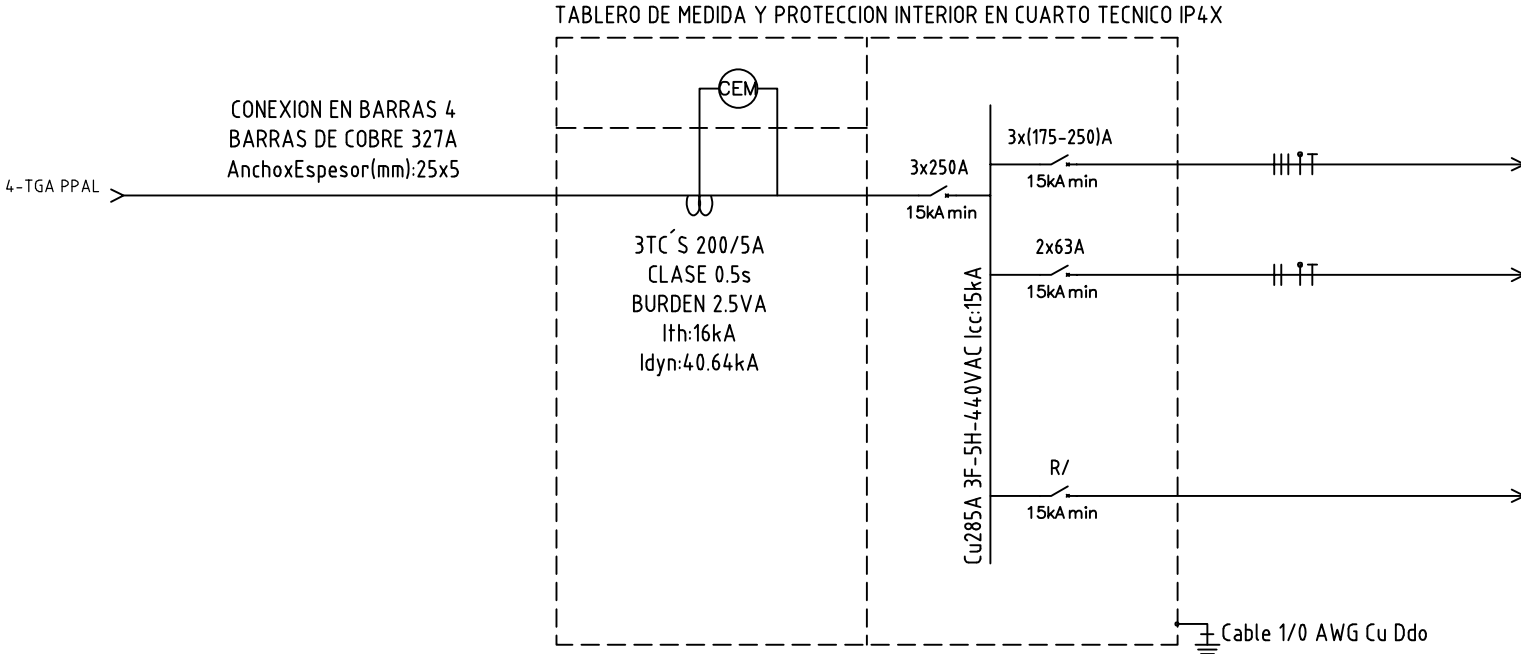 TABLERO DE MEDIDA Y PROTECCION INTERIOR EN CUARTO TECNICO IP4X
CEM
CONEXION EN BARRAS 4
BARRAS DE COBRE 327A
AnchoxEspesor(mm):25x5
4-TGA PPAL
3TC´S 200/5A
CLASE 0.5s
BURDEN 2.5VA
Ith:16kA
Idyn:40.64kA
3x250A
15kA min
Cu285A 3F-5H-440VAC Icc:15kA
3x(175-250)A
15kA min
2x63A
15kA min
R/
15kA min
Cable 1/0 AWG Cu Ddo